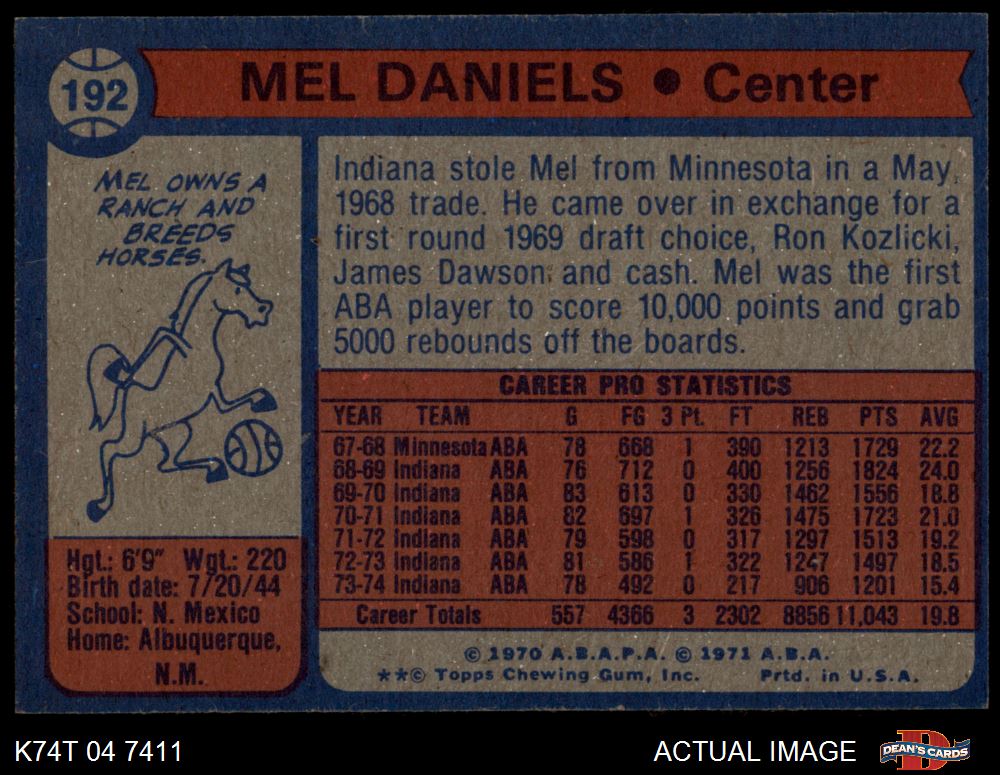 192
MEL DANIELS • Center
MEL OWNS A
RANCH AND
BREEDS
HORSES.
Indiana stole Mel from Minnesota in a May,
1968 trade. He came over in exchange for a
first round 1969 draft choice, Ron Kozlicki,
James Dawson and cash. Mel was the first
ABA player to score 10,000 points and grab
5000 rebounds off the boards.
CAREER PRO STATISTICS
YEAR TEAM G FG 3 Pt. FT REB PTS AVG
67-68 Minnesota ABA 78 668 1 390 1213 1729 22.2
68-69 Indiana ABA 76 712 0 400 1256 1824 24.0
69-70 Indiana ABA 83 613 0 330 1462 1556 18.8
70-71 Indiana ABA 82 697 1 326 1475 1723 21.0
71-72 Indiana ABA 79 598 0 317 1297 1513 19.2
72-73 Indiana ABA 81 586 1 322 1247 1497 18.5
73-74 Indiana ABA 78 492 0 217 906 1201 15.4
Career Totals 557 4366 3 2302 8856 11,043 19.8
Hgt.: 6'9" Wgt.: 220
Birth date: 7/20/44
School: N. Mexico
Home: Albuquerque,
N.M.
© 1970 A.B.A.P.A. © 1971 A.B.A.
**© Topps Chewing Gum, Inc. Prtd. in U.S.A.
K74T 04 7411
ACTUAL IMAGE
DEAN'S CARDS